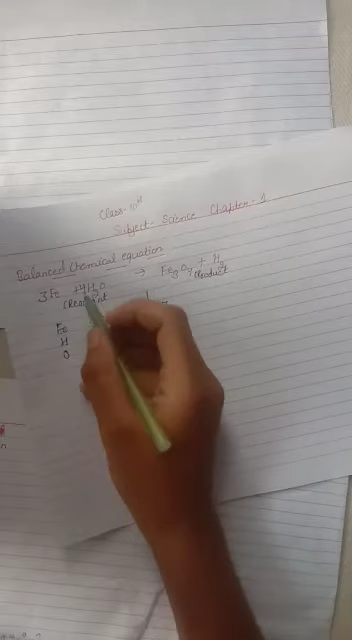 Class-10th
Subject- Science Chapter-1
Balanced Chemical equation
3Fe +4H2O → Fe3O4 + H2
(Reactant Product
Fe
H
O